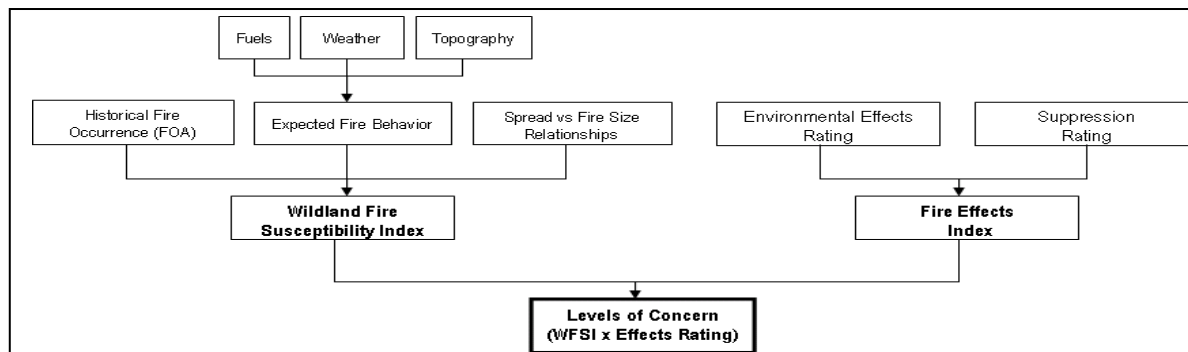 Fuels
Weather
Topography
Historical Fire
Occurrence (FOA)
Expected Fire Behavior
Spread vs Fire Size
Relationships
Environmental Effects
Rating
Suppression
Rating
Wildland Fire
Susceptibility Index
Fire Effects
Index
Levels of Concern
(WFSI x Effects Rating)